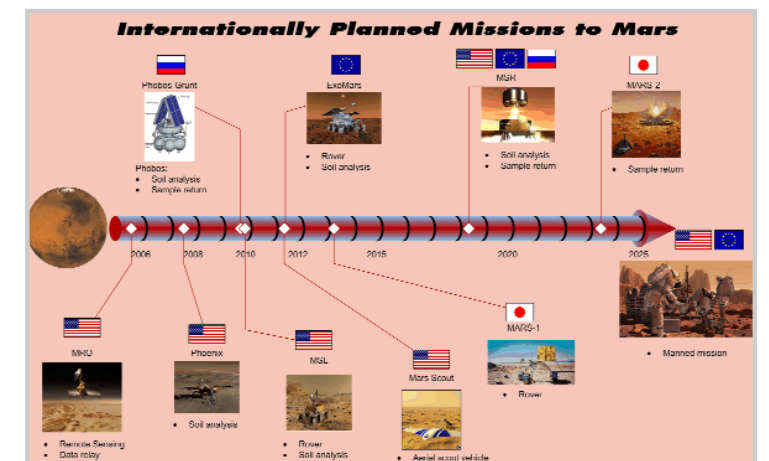 Internationally Planned Missions to Mars
Phobos Grunt
Phobos:
• Soil analysis
• Sample return
ExoMars
• Rover
• Soil analysis
MSR
• Soil analysis
• Sample return
MARS-2
• Sample return
2006 2008 2010 2012 2015 2020 2025
MRO
• Remote Sensing
• Data relay
Phoenix
• Soil analysis
MSL
• Rover
• Soil analysis
Mars Scout
• Aerial scout vehicle
MARS-1
• Rover
• Manned mission